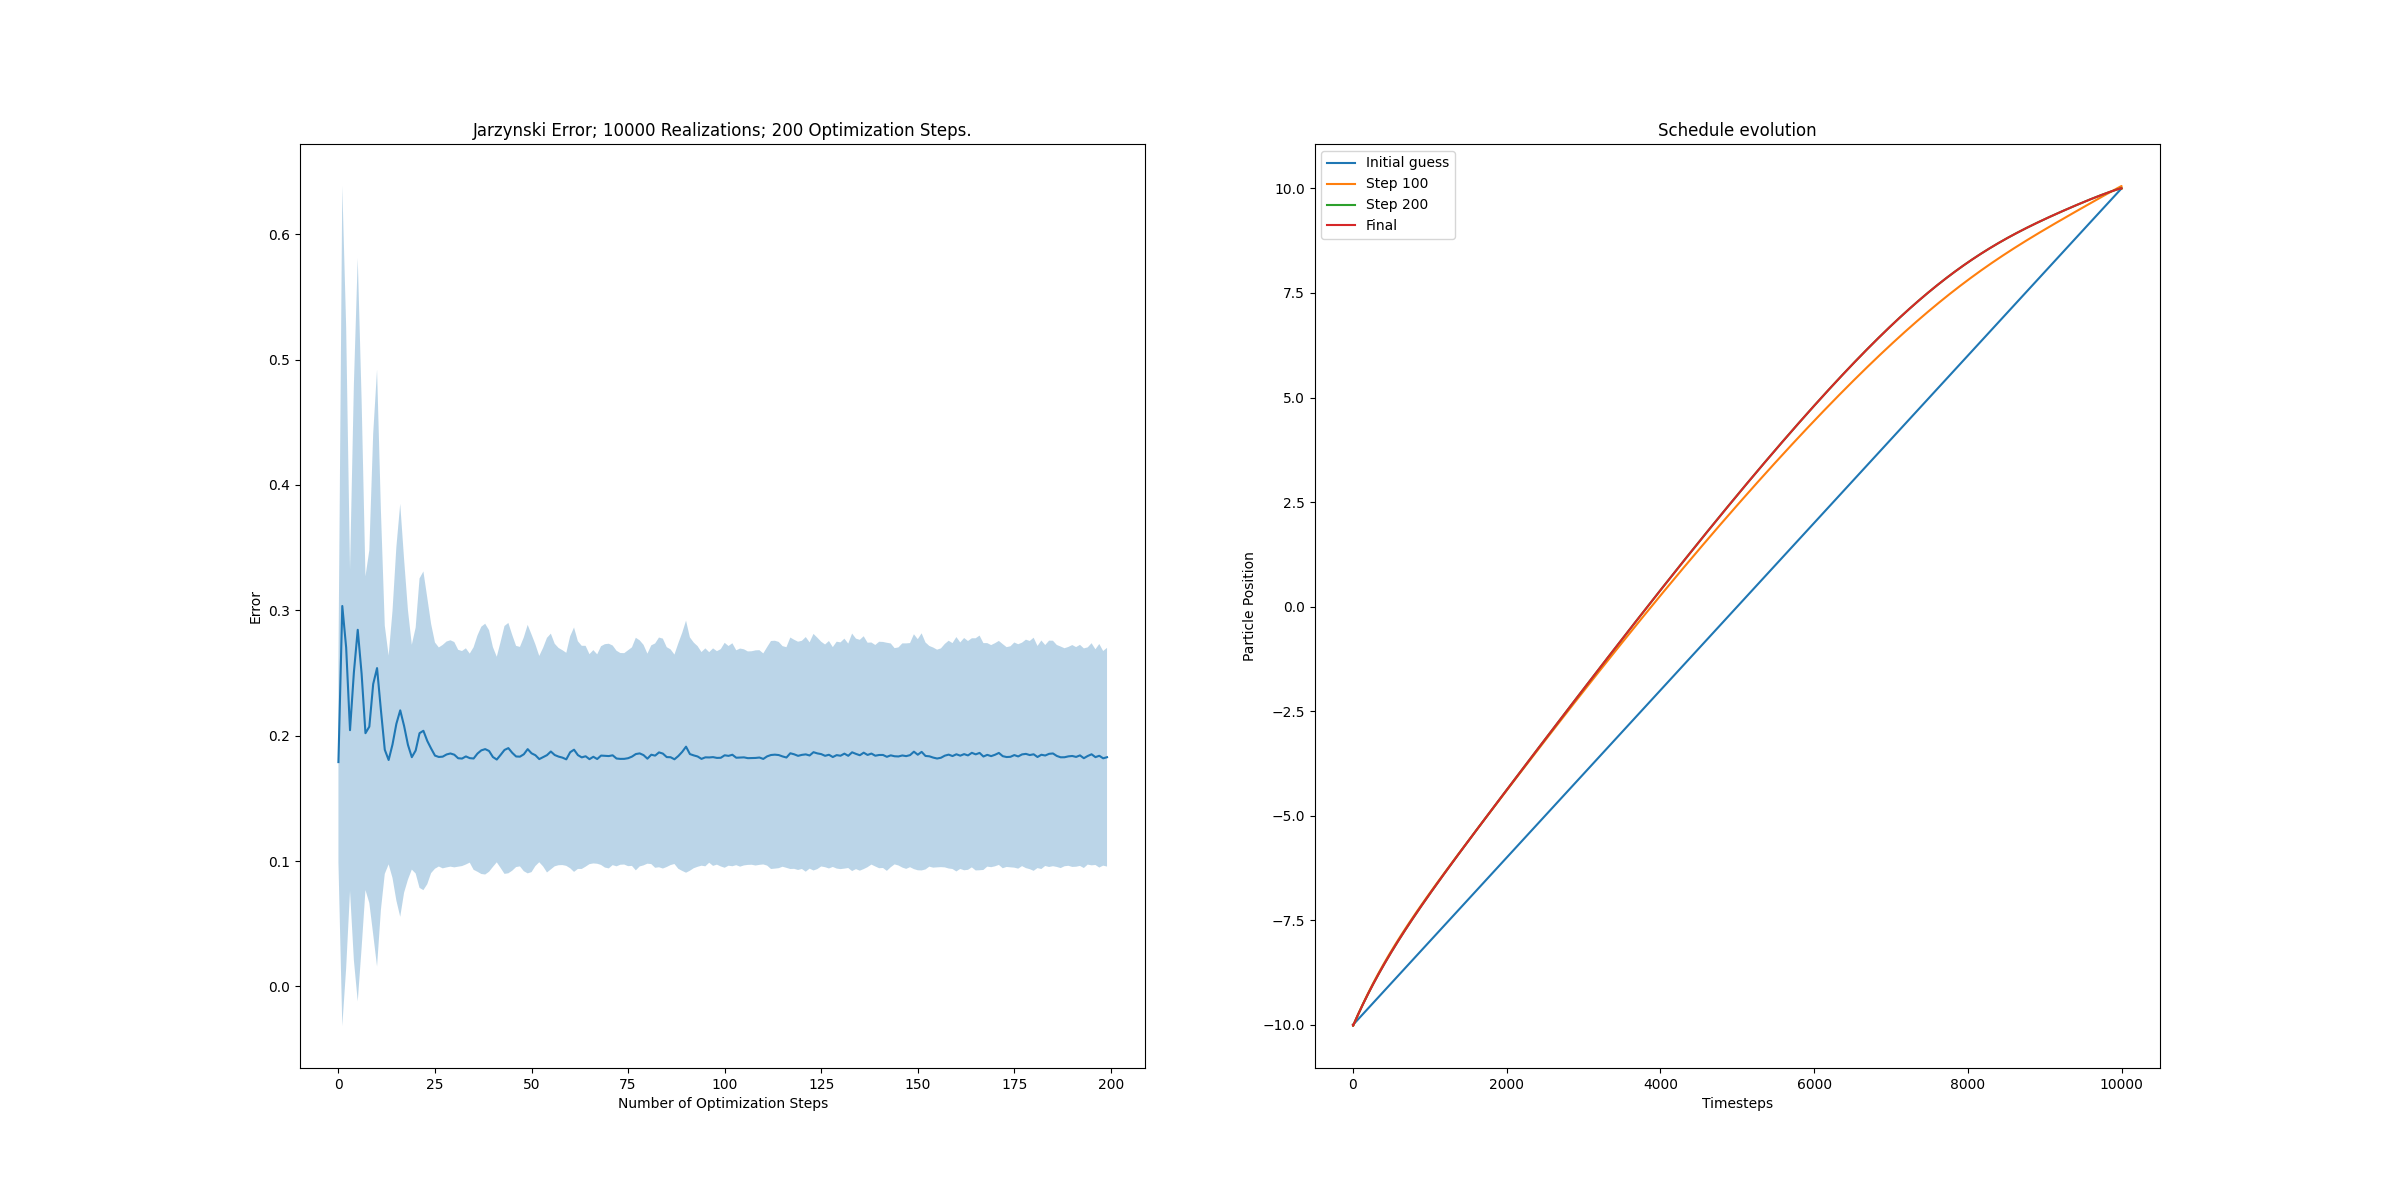 Jarzynski Error; 10000 Realizations; 200 Optimization Steps.
Error
0.6
0.5
0.4
0.3
0.2
0.1
0.0
0 25 50 75 100 125 150 175 200
Number of Optimization Steps
Schedule evolution
Initial guess
Step 100
Step 200
Final
Particle Position
10.0
7.5
5.0
2.5
0.0
−2.5
−5.0
−7.5
−10.0
0 2000 4000 6000 8000 10000
Timesteps